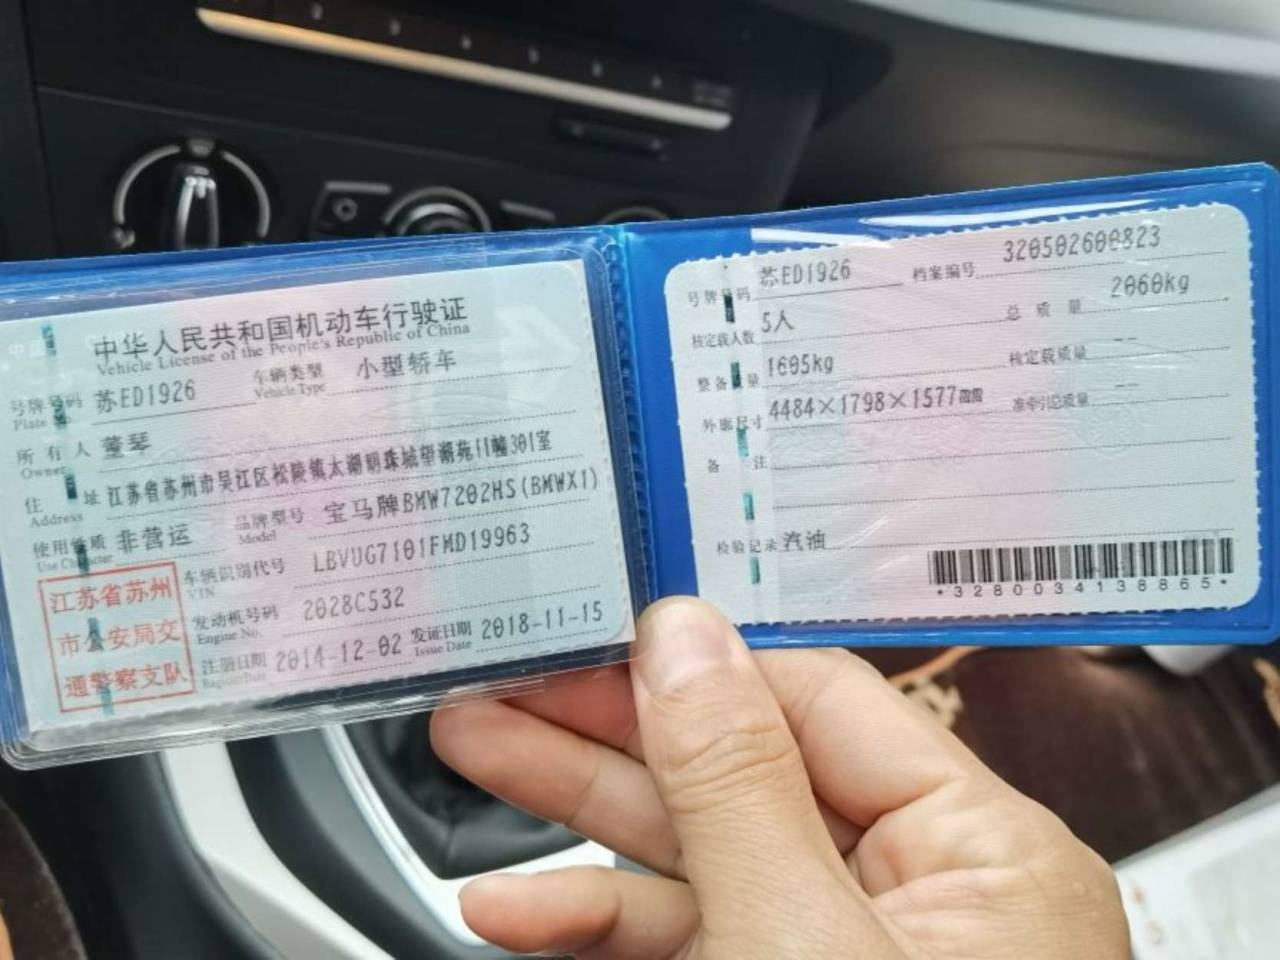 中华人民共和国机动车行驶证
Vehicle License of the People's Republic of China
号牌号码 苏ED1926 车辆类型 小型轿车
Plate No. Vehicle Type
所有人 董琴
Owner
住址 江苏省苏州市吴江区松陵镇太湖明珠城望湖苑11幢301室
Address
使用性质 非营运 品牌型号 宝马牌BMW7202HS(BMWX1)
Use Character Model
车辆识别代号 LBVUG7101FMD19963
VIN
发动机号码 2028C532
Engine No.
注册日期 2014-12-02 发证日期 2018-11-15
Register Date Issue Date
江苏省苏州
市公安局交
通警察支队
号牌号码 苏ED1926 档案编号 320502600823
核定载人数 5人 总质量 2060kg
整备质量 1605kg 核定载质量 --
外廓尺寸 4484×1798×1577mm 准牵引总质量 --
备注
检验记录 汽油
*3280034138865*